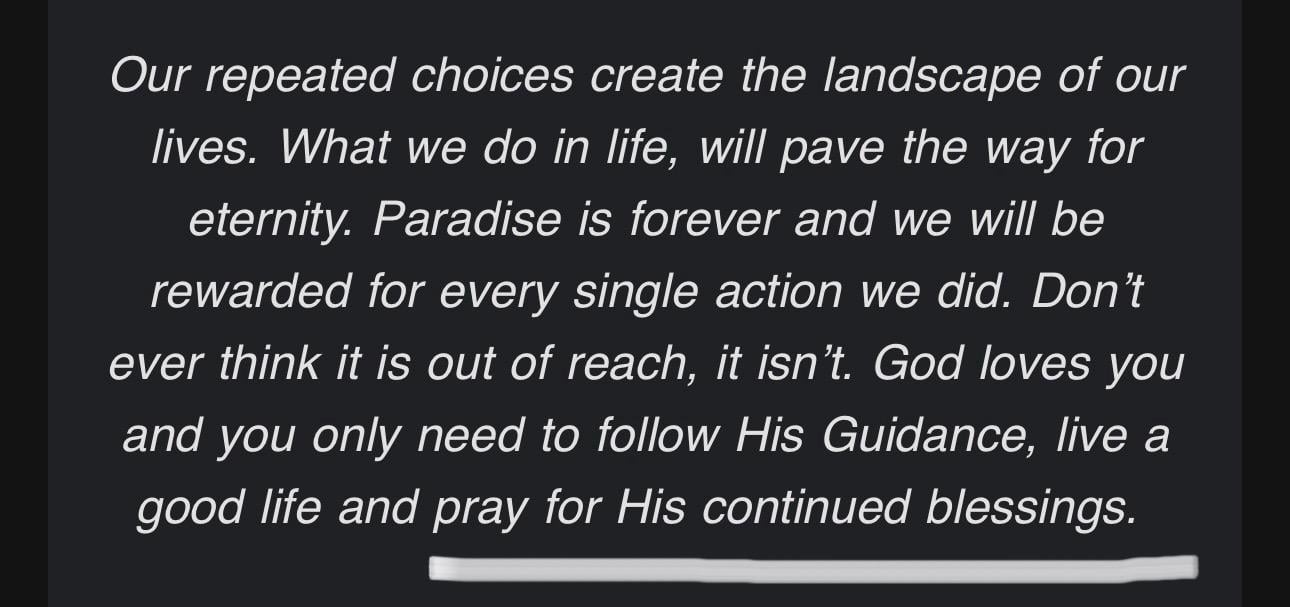 Our repeated choices create the landscape of our
lives. What we do in life, will pave the way for
eternity. Paradise is forever and we will be
rewarded for every single action we did. Don’t
ever think it is out of reach, it isn’t. God loves you
and you only need to follow His Guidance, live a
good life and pray for His continued blessings.